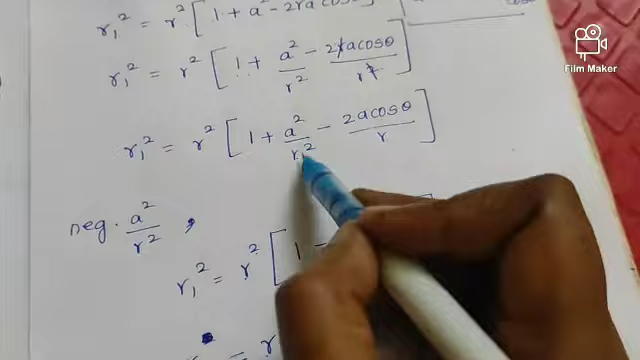 r₁² = r² [ 1 + a² - 2ra cosθ ]
r₁² = r² [ 1 + a²/r² - 2ra cosθ/r² ]
r₁² = r² [ 1 + a²/r² - 2a cosθ/r ]
neg. a²/r² ,
r₁² = r² [ 1 -
= r
Film Maker